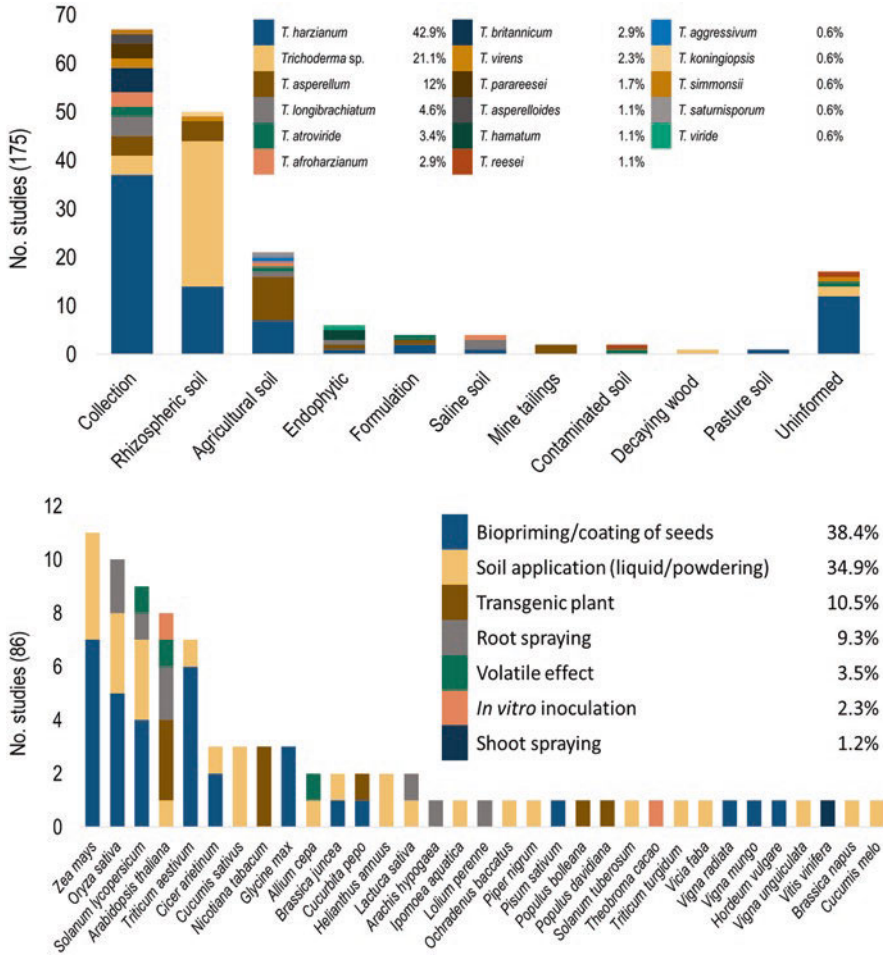 70
60
50
40
30
20
10
0
No. studies (175)
T. harzianum 42.9%
Trichoderma sp. 21.1%
T. asperellum 12%
T. longibrachiatum 4.6%
T. atroviride 3.4%
T. afroharzianum 2.9%
T. britannicum 2.9%
T. virens 2.3%
T. parareesei 1.7%
T. asperelloides 1.1%
T. hamatum 1.1%
T. reesei 1.1%
T. aggressivum 0.6%
T. koningiopsis 0.6%
T. simmonsii 0.6%
T. saturnisporum 0.6%
T. viride 0.6%
Collection
Rhizospheric soil
Agricultural soil
Endophytic
Formulation
Saline soil
Mine tailings
Contaminated soil
Decaying wood
Pasture soil
Uninformed
12
10
8
6
4
2
0
No. studies (86)
Biopriming/coating of seeds 38.4%
Soil application (liquid/powdering) 34.9%
Transgenic plant 10.5%
Root spraying 9.3%
Volatile effect 3.5%
In vitro inoculation 2.3%
Shoot spraying 1.2%
Zea mays
Oryza sativa
Solanum lycopersicum
Arabidopsis thaliana
Triticum aestivum
Cicer arietinum
Cucumis sativus
Nicotiana tabacum
Glycine max
Allium cepa
Brassica juncea
Cucurbita pepo
Helianthus annuus
Lactuca sativa
Arachis hypogaea
Ipomoea aquatica
Lolium perenne
Ochradenus baccatus
Piper nigrum
Pisum sativum
Populus bolleana
Populus davidiana
Solanum tuberosum
Theobroma cacao
Triticum turgidum
Vicia faba
Vigna radiata
Vigna mungo
Hordeum vulgare
Vigna unguiculata
Vitis vinifera
Brassica napus
Cucumis melo